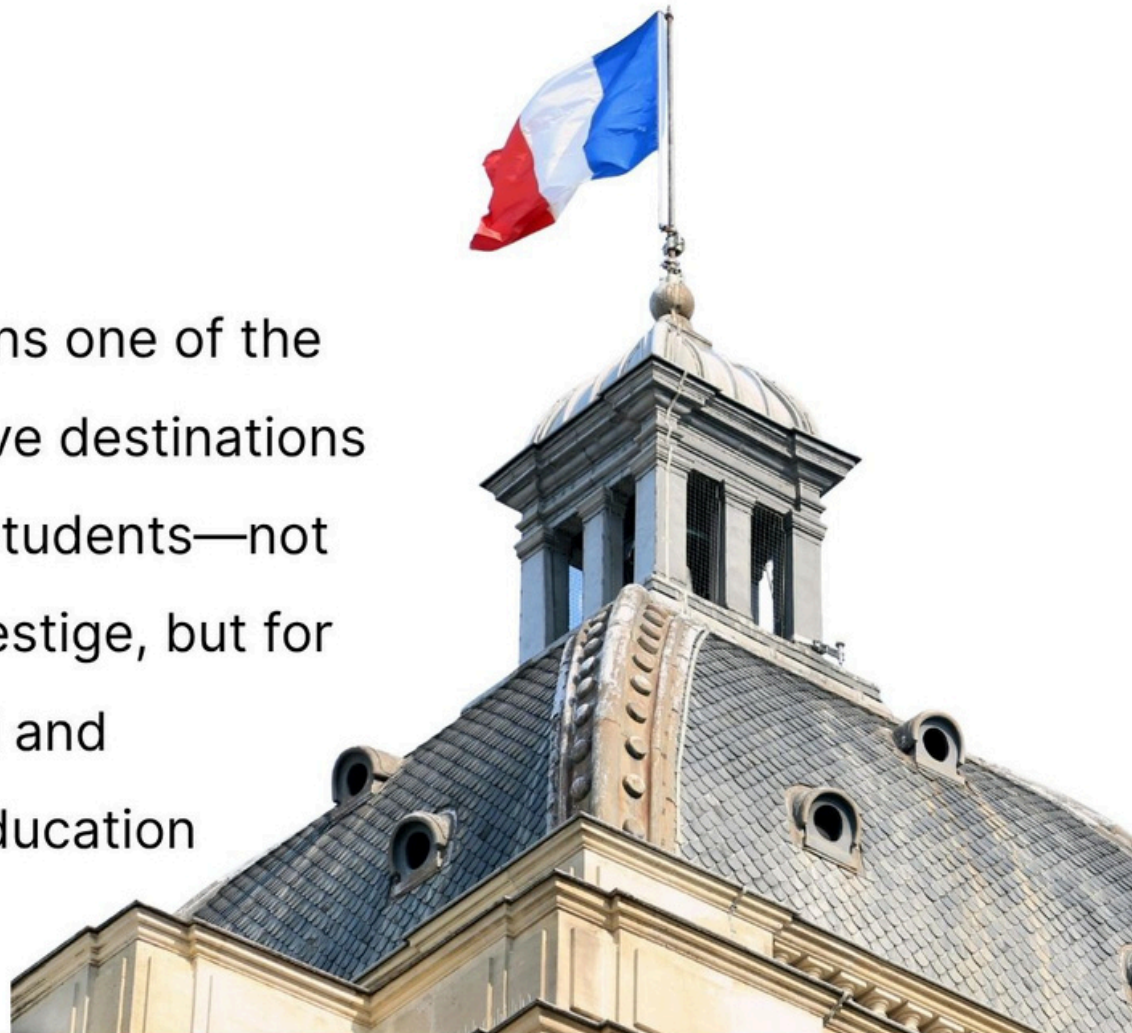 ns one of the
ve destinations
tudents—not
estige, but for
and
ducation